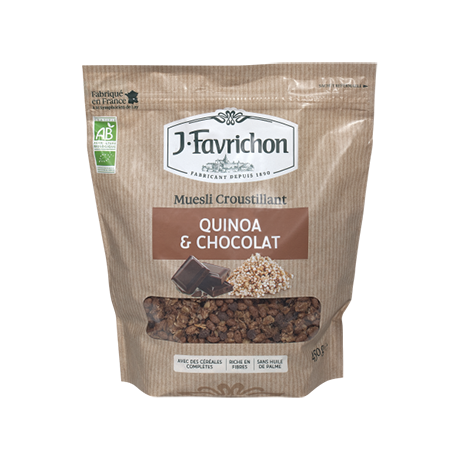 Fabriqué
en France
J·Favrichon
FABRICANT DEPUIS 1850
AB
Muesli Croustillant
QUINOA
& CHOCOLAT
450 g
AVEC DES CÉRÉALES
COMPLÈTES
RICHE EN
FIBRES
SANS HUILE
DE PALME